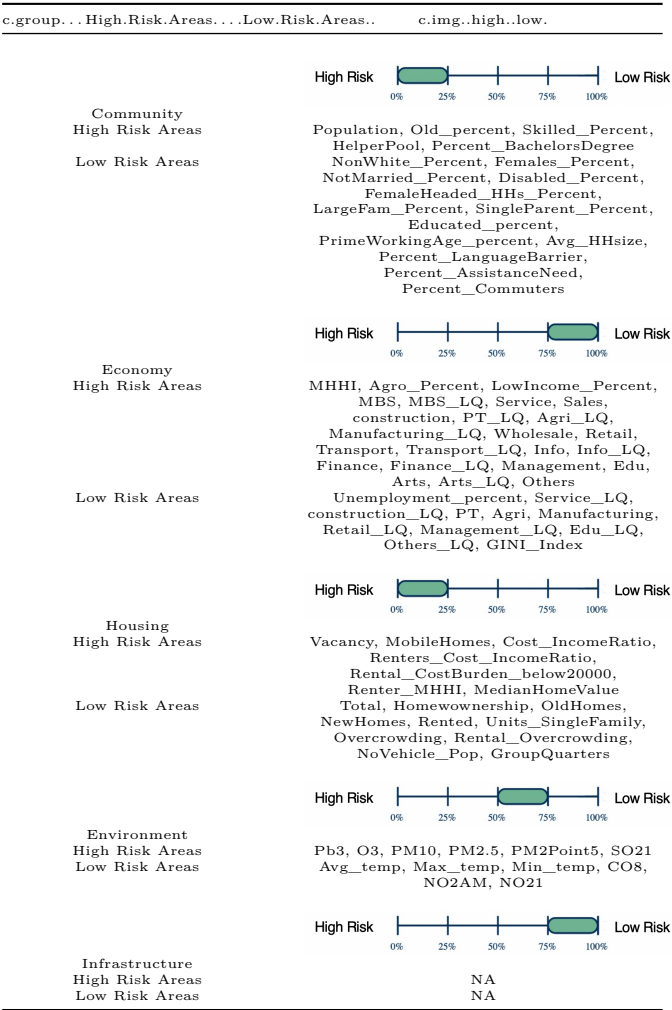 c.group... High.Risk.Areas....Low.Risk.Areas.. c.img..high..low.
High Risk Low Risk
0% 25% 50% 75% 100%
Community
High Risk Areas Population, Old_percent, Skilled_Percent,
HelperPool, Percent_BachelorsDegree
Low Risk Areas NonWhite_Percent, Females_Percent,
NotMarried_Percent, Disabled_Percent,
FemaleHeaded_HHs_Percent,
LargeFam_Percent, SingleParent_Percent,
Educated_percent,
PrimeWorkingAge_percent, Avg_HHsize,
Percent_LanguageBarrier,
Percent_AssistanceNeed,
Percent_Commuters
High Risk Low Risk
0% 25% 50% 75% 100%
Economy
High Risk Areas MHHI, Agro_Percent, LowIncome_Percent,
MBS, MBS_LQ, Service, Sales,
construction, PT_LQ, Agri_LQ,
Manufacturing_LQ, Wholesale, Retail,
Transport, Transport_LQ, Info, Info_LQ,
Finance, Finance_LQ, Management, Edu,
Arts, Arts_LQ, Others
Low Risk Areas Unemployment_percent, Service_LQ,
construction_LQ, PT, Agri, Manufacturing,
Retail_LQ, Management_LQ, Edu_LQ,
Others_LQ, GINI_Index
High Risk Low Risk
0% 25% 50% 75% 100%
Housing
High Risk Areas Vacancy, MobileHomes, Cost_IncomeRatio,
Renters_Cost_IncomeRatio,
Rental_CostBurden_below20000,
Renter_MHHI, MedianHomeValue
Low Risk Areas Total, Homewownership, OldHomes,
NewHomes, Rented, Units_SingleFamily,
Overcrowding, Rental_Overcrowding,
NoVehicle_Pop, GroupQuarters
High Risk Low Risk
0% 25% 50% 75% 100%
Environment
High Risk Areas Pb3, O3, PM10, PM2.5, PM2Point5, SO21
Low Risk Areas Avg_temp, Max_temp, Min_temp, CO8,
NO2AM, NO21
High Risk Low Risk
0% 25% 50% 75% 100%
Infrastructure
High Risk Areas NA
Low Risk Areas NA